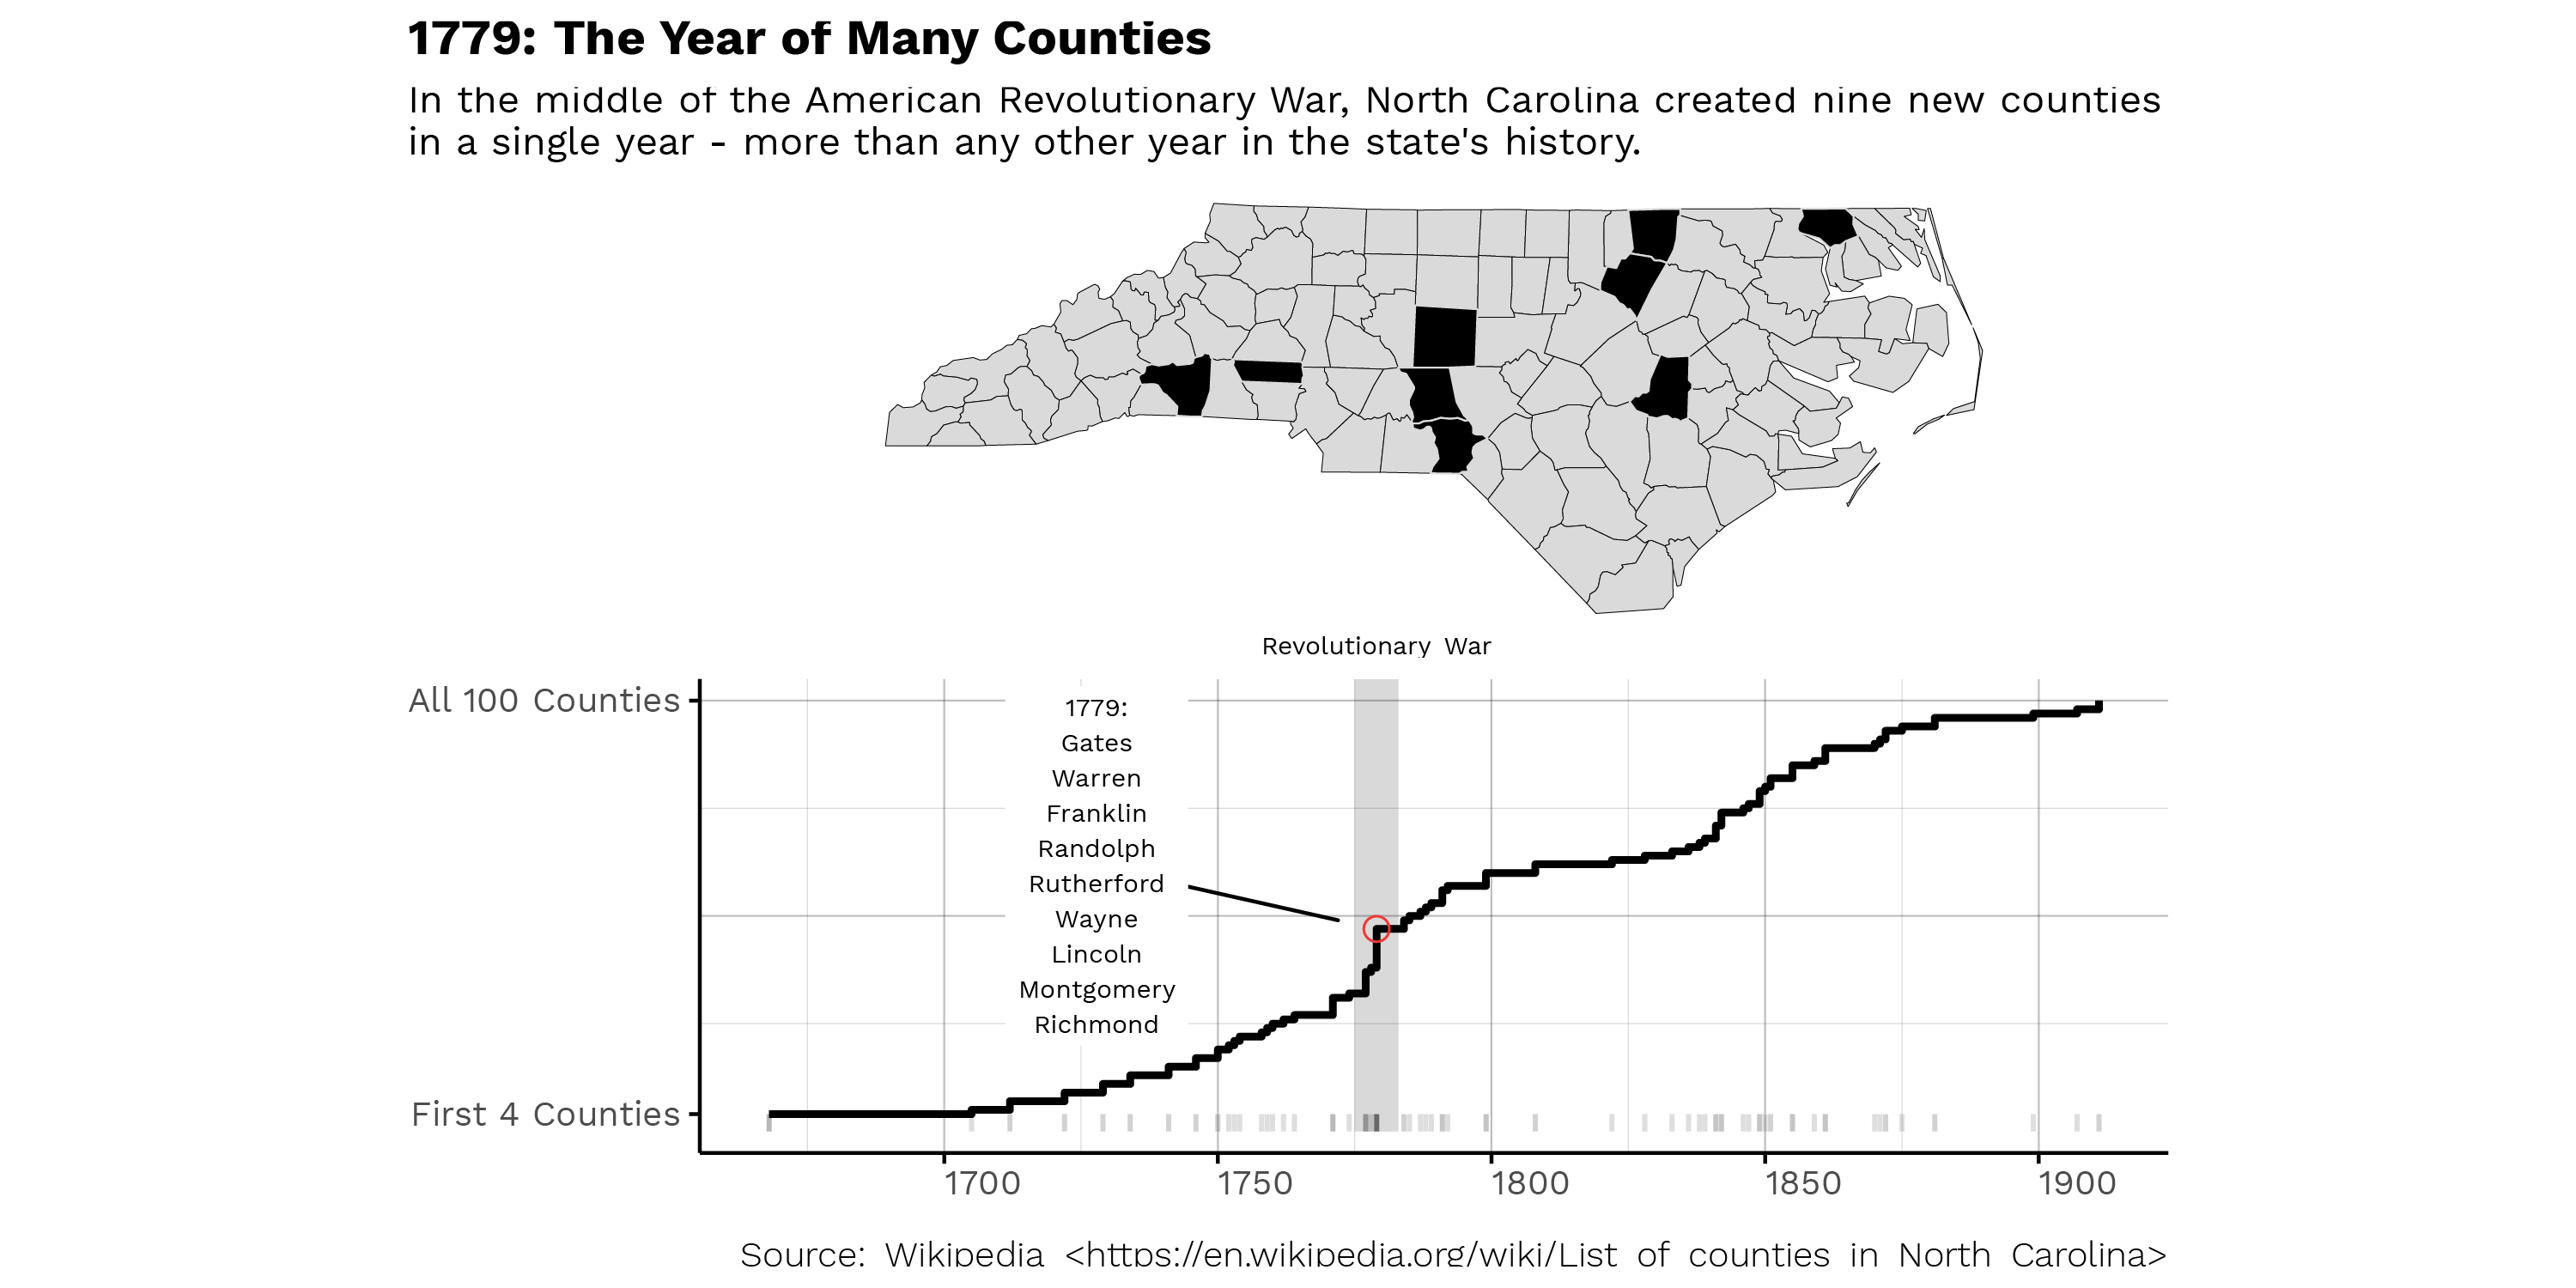 1779: The Year of Many Counties
In the middle of the American Revolutionary War, North Carolina created nine new counties
in a single year - more than any other year in the state's history.
Revolutionary War
All 100 Counties
1779:
Gates
Warren
Franklin
Randolph
Rutherford
Wayne
Lincoln
Montgomery
Richmond
First 4 Counties
1700
1750
1800
1850
1900
Source: Wikipedia <https://en.wikipedia.org/wiki/List of counties in North Carolina>